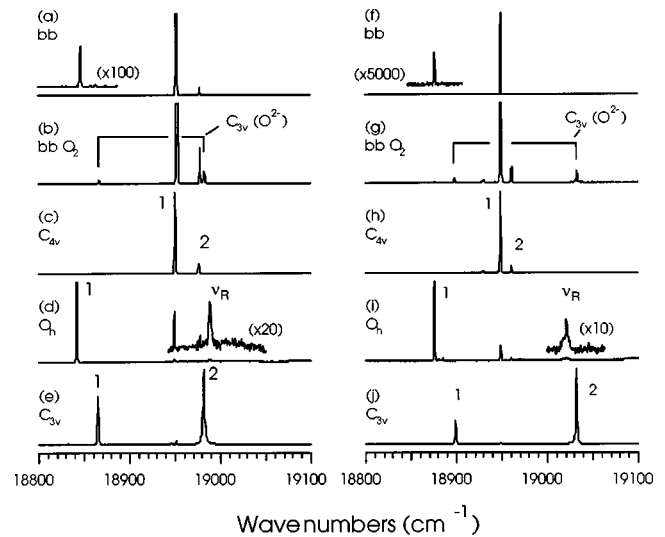 (a)
bb
(x100)
(b)
bb O2
C3v (O2-)
(c)
C4v
1
2
(d)
Oh
1
νR
(x20)
(e)
C3v
1
2
18800 18900 19000 19100
(f)
bb
(x5000)
(g)
bb O2
C3v (O2-)
(h)
C4v
1
2
(i)
Oh
1
νR
(x10)
(j)
C3v
1
2
18800 18900 19000 19100
Wavenumbers (cm -1)